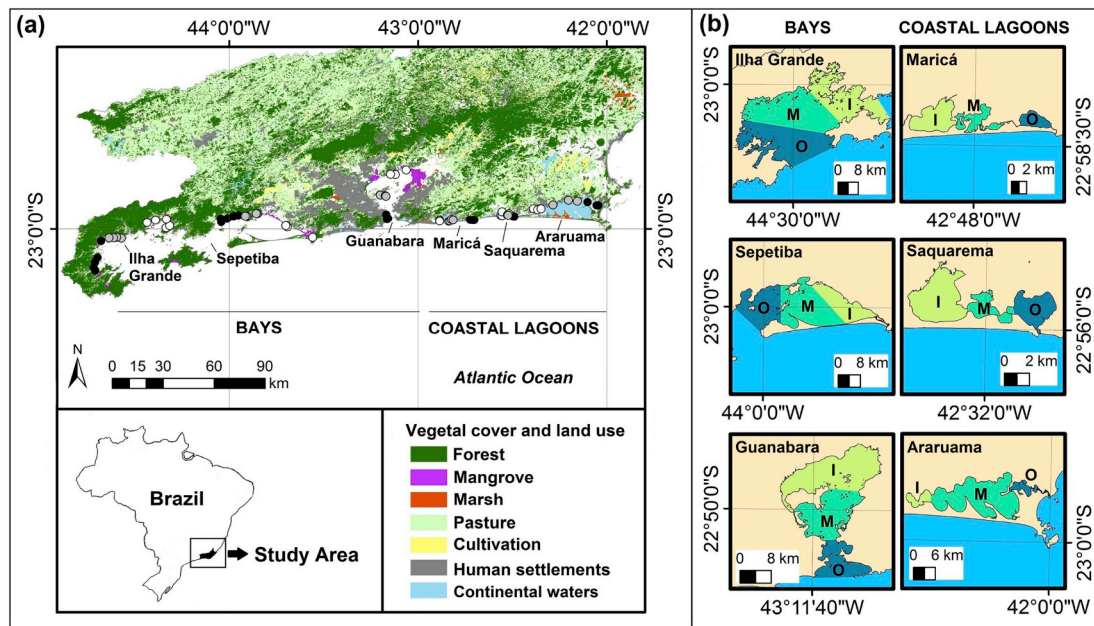 (a)
44°0'0"W
43°0'0"W
42°0'0"W
23°0'0"S
23°0'0"S
Ilha
Grande
Sepetiba
Guanabara
Maricá
Saquarema
Araruama
BAYS
COASTAL LAGOONS
N
0 15 30 60 90
km
Atlantic Ocean
Brazil
Study Area
Vegetal cover and land use
Forest
Mangrove
Marsh
Pasture
Cultivation
Human settlements
Continental waters
(b)
BAYS
COASTAL LAGOONS
Ilha Grande
I
M
O
0 8 km
23°0'0"S
44°30'0"W
Maricá
I
M
O
0 2 km
22°58'30"S
42°48'0"W
Sepetiba
O
M
I
0 8 km
23°0'0"S
44°0'0"W
Saquarema
I
M
O
0 2 km
22°56'0"S
42°32'0"W
Guanabara
I
M
O
0 8 km
22°50'0"S
43°11'40"W
Araruama
I
M
O
0 6 km
23°0'0"S
42°0'0"W